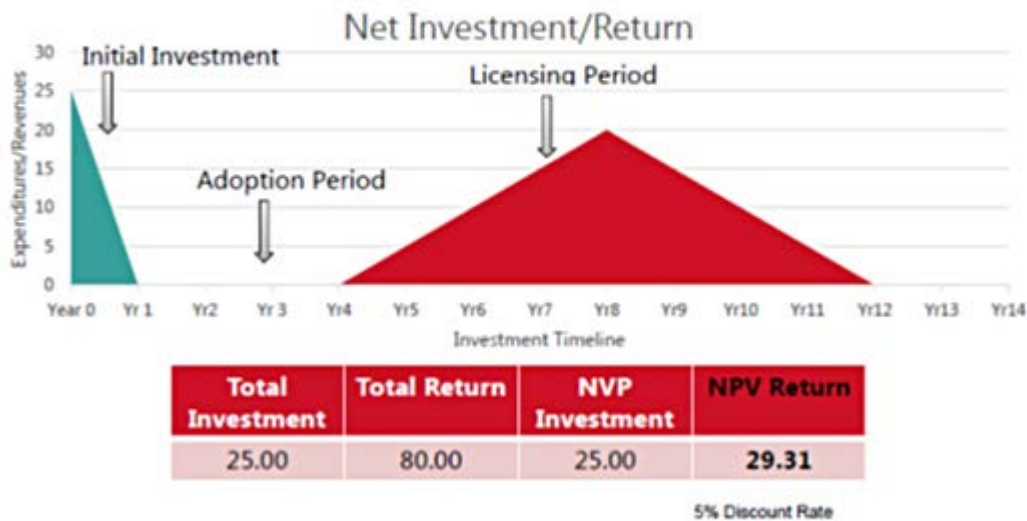 Net Investment/Return
30
Initial Investment
Licensing Period
25
20
15
Adoption Period
10
5
0
Expenditures/Revenues
Year 0 Yr 1 Yr2 Yr 3 Yr4 Yr5 Yr6 Yr7 Yr8 Yr9 Yr10 Yr11 Yr12 Yr13 Yr14
Investment Timeline
Total Investment Total Return NVP Investment NPV Return
25.00 80.00 25.00 29.31
5% Discount Rate